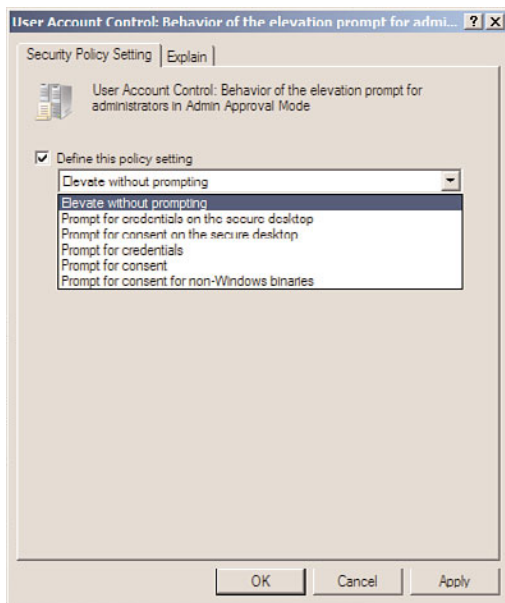 User Account Control: Behavior of the elevation prompt for admi... ? X
Security Policy Setting Explain
User Account Control: Behavior of the elevation prompt for
administrators in Admin Approval Mode
Define this policy setting
Elevate without prompting
Elevate without prompting
Prompt for credentials on the secure desktop
Prompt for consent on the secure desktop
Prompt for credentials
Prompt for consent
Prompt for consent for non-Windows binaries
OK Cancel Apply